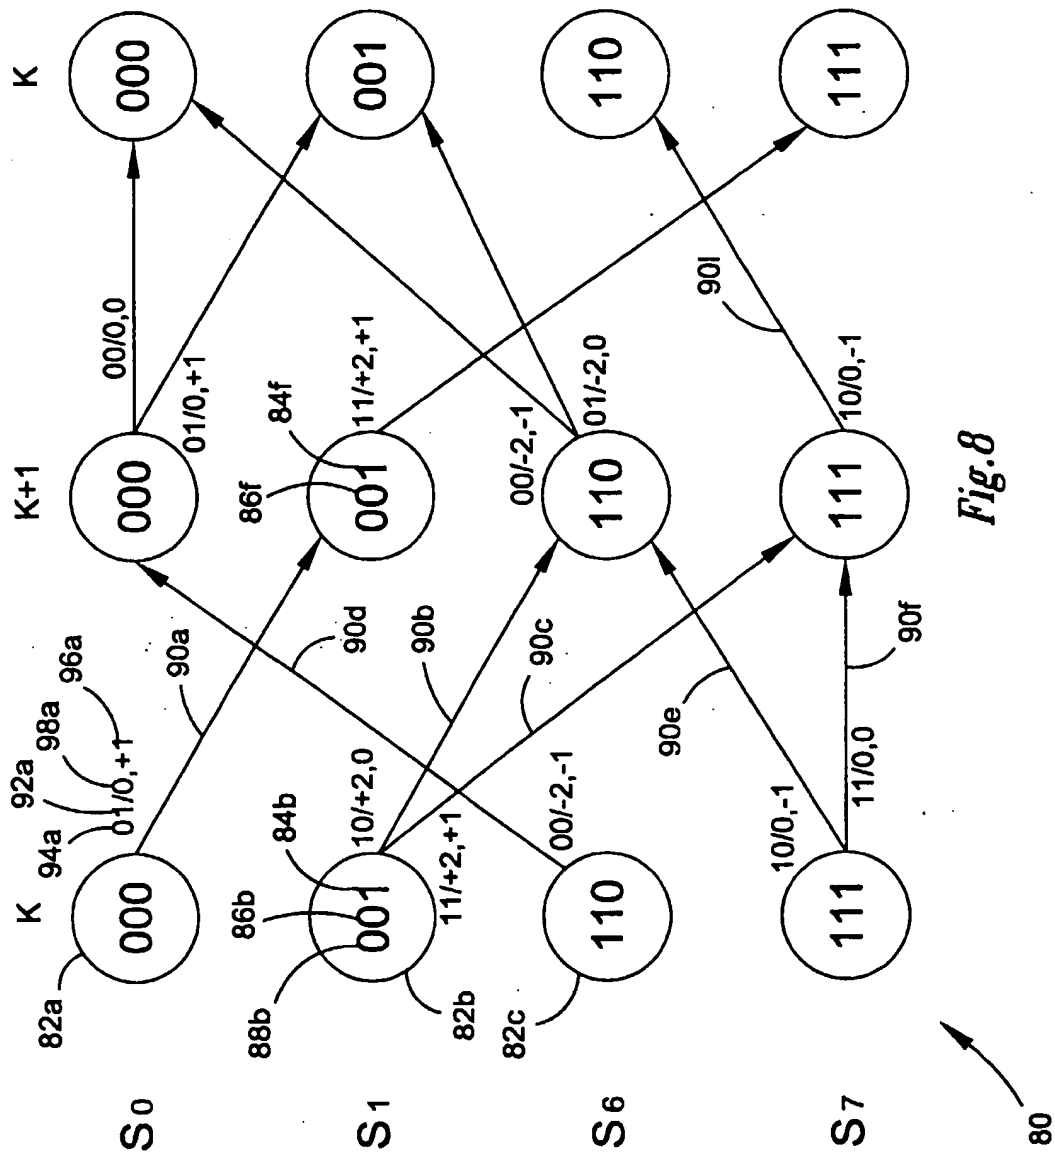 K
K+1
K
94a
92a
98a
96a
01/0,+1
82a
S0
000
90a
000
00/0,0
01/0,+1
000
90d
86b
84b
10/+2,0
90b
86f
84f
11/+2,+1
88b
S1
001
001
001
82b
11/+2,+1
90c
82c
00/-2,-1
00/-2,-1
01/-2,0
S6
110
110
110
90e
90l
10/0,-1
10/0,-1
S7
111
11/0,0
111
111
90f
80
Fig.8